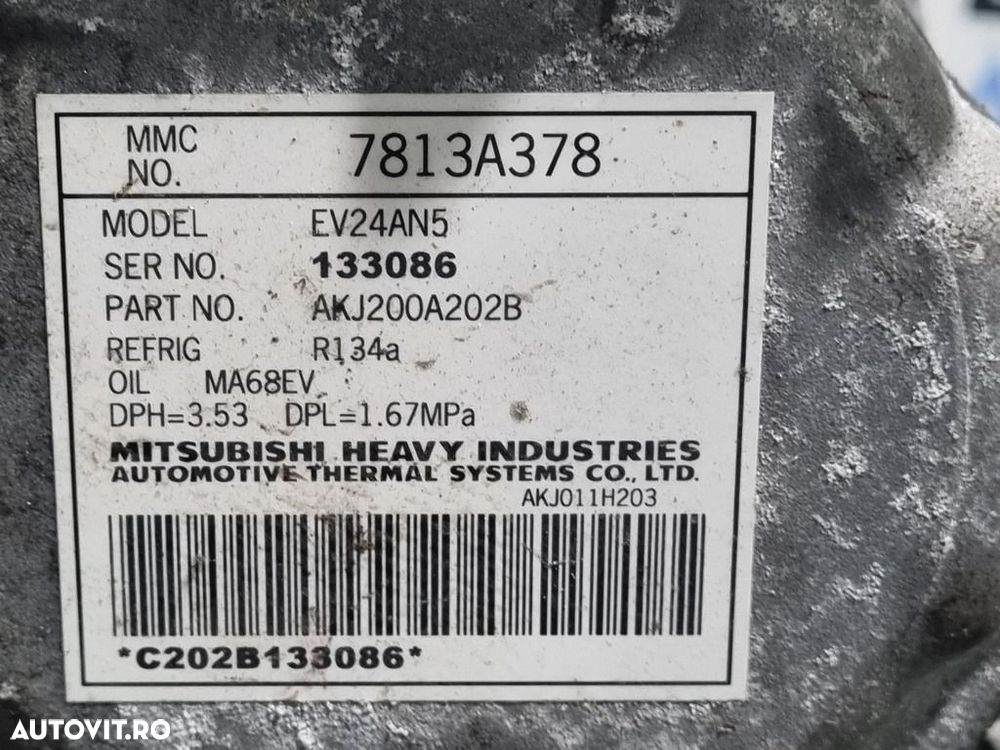 MMC NO. 7813A378
MODEL EV24AN5
SER NO. 133086
PART NO. AKJ200A202B
REFRIG R134a
OIL MA68EV
DPH=3.53 DPL=1.67MPa
MITSUBISHI HEAVY INDUSTRIES
AUTOMOTIVE THERMAL SYSTEMS CO., LTD.
AKJ011H203
*C202B133086*
AUTOVIT.RO